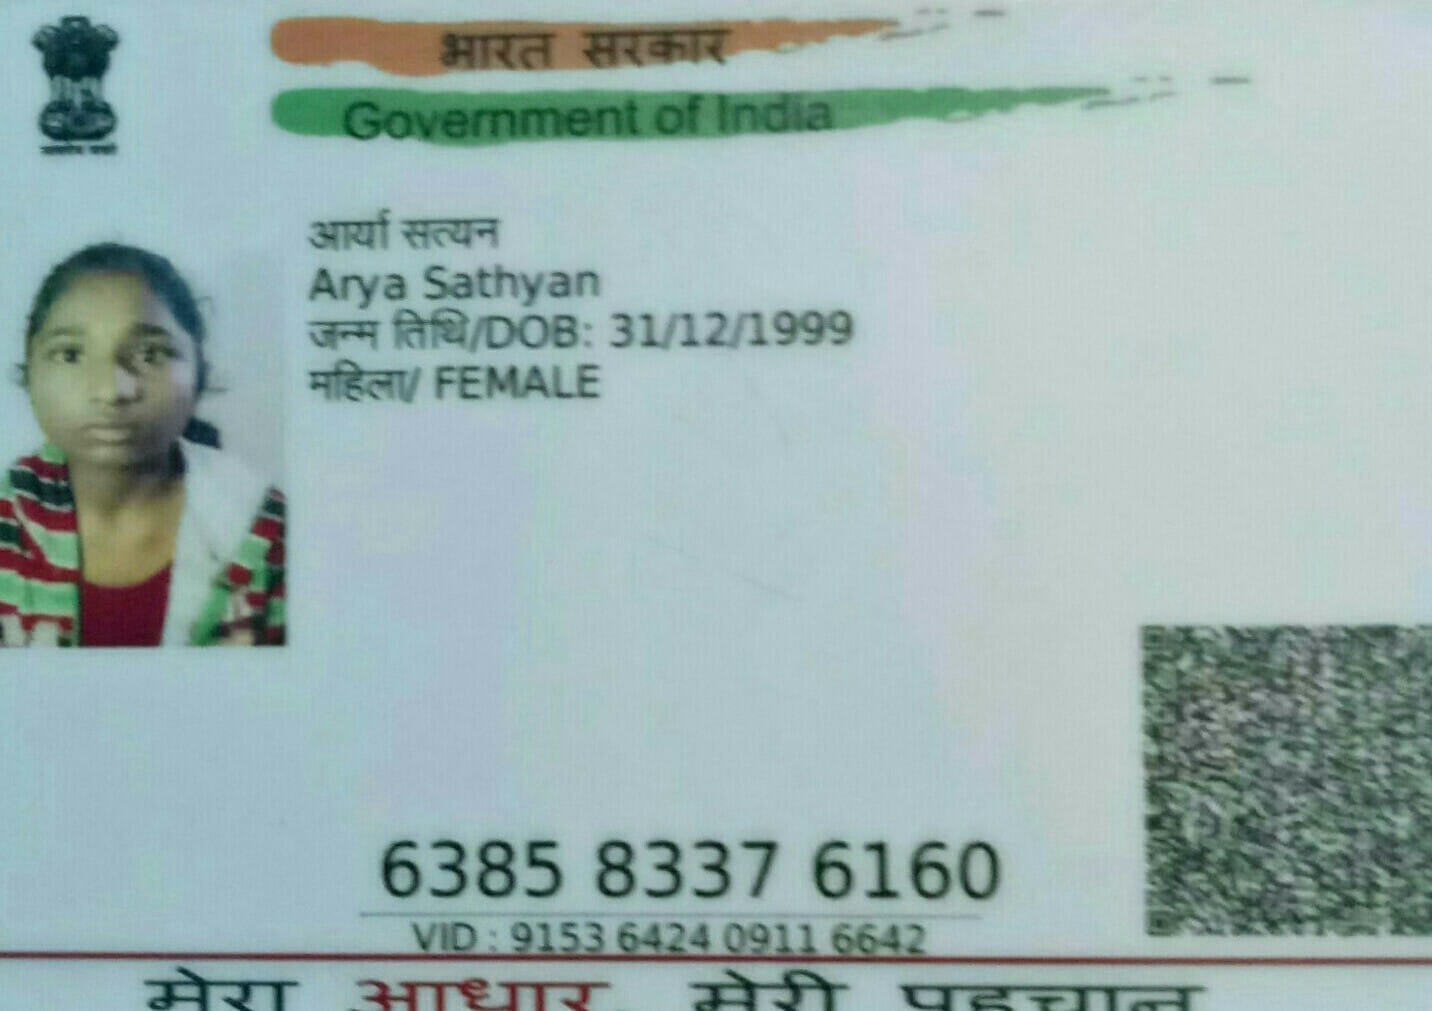 भारत सरकार
Government of India
आर्या सत्यन
Arya Sathyan
जन्म तिथि/DOB: 31/12/1999
महिला/ FEMALE
6385 8337 6160
VID : 9153 6424 0911 6642
मेरा आधार, मेरी पहचान